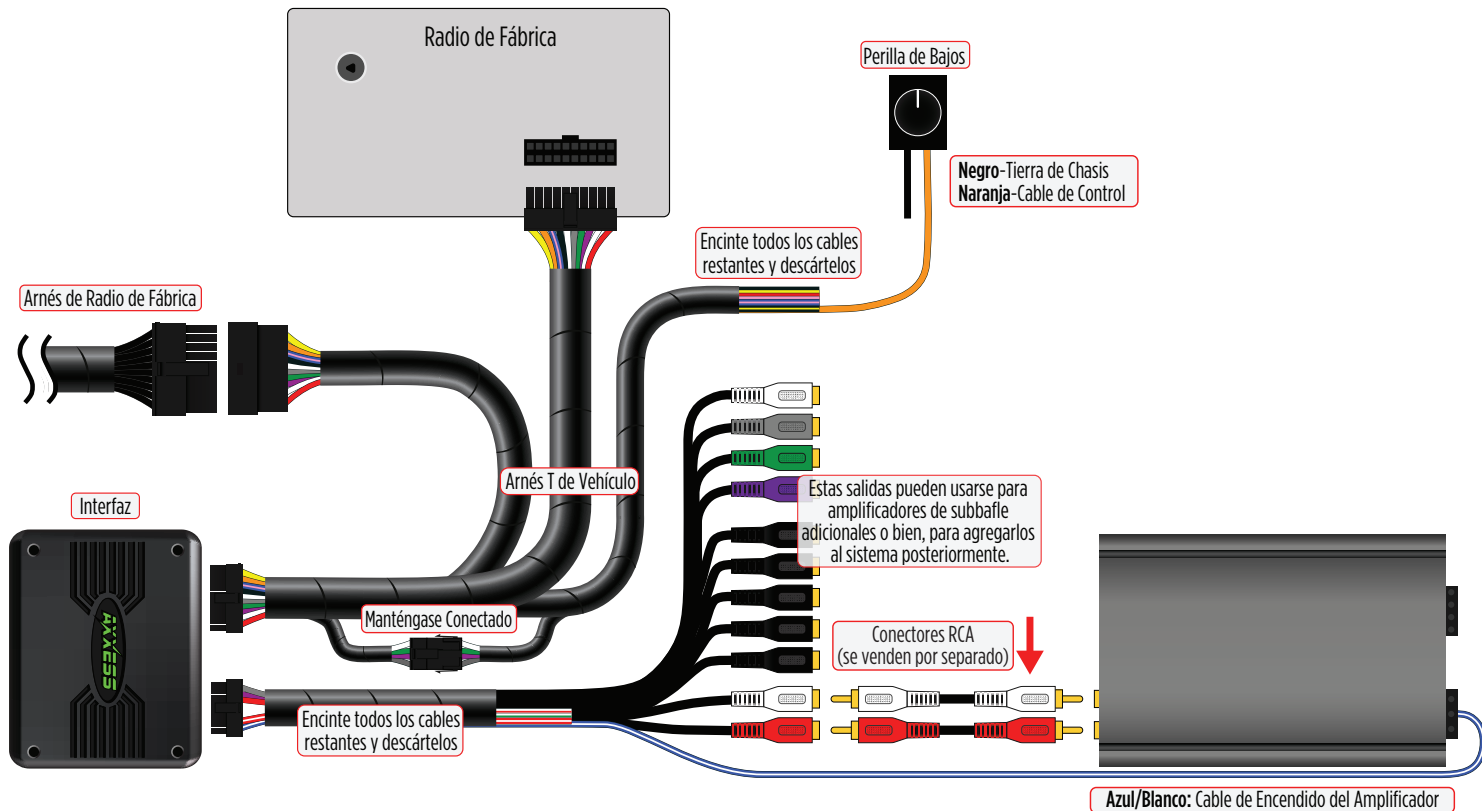 Radio de Fábrica
Perilla de Bajos
Negro-Tierra de Chasis
Naranja-Cable de Control
Encinte todos los cables
restantes y descártelos
Arnés de Radio de Fábrica
Arnés T de Vehículo
Interfaz
Estas salidas pueden usarse para
amplificadores de subbafle
adicionales o bien, para agregarlos
al sistema posteriormente.
Manténgase Conectado
Conectores RCA
(se venden por separado)
AXXESS
Encinte todos los cables
restantes y descártelos
Azul/Blanco: Cable de Encendido del Amplificador